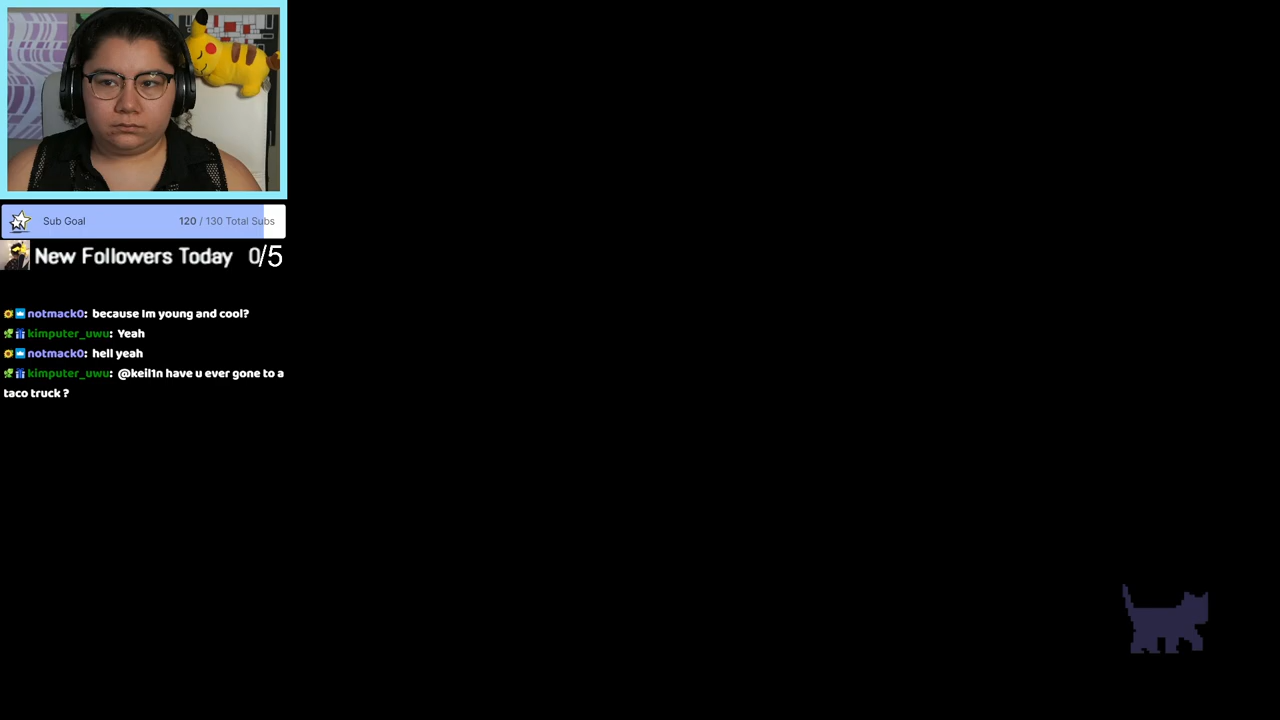 Sub Goal 120 / 130 Total Subs
New Followers Today 0/5
notmack0: because Im young and cool?
kimputer_uwu: Yeah
notmack0: hell yeah
kimputer_uwu: @keil1n have u ever gone to a
taco truck ?